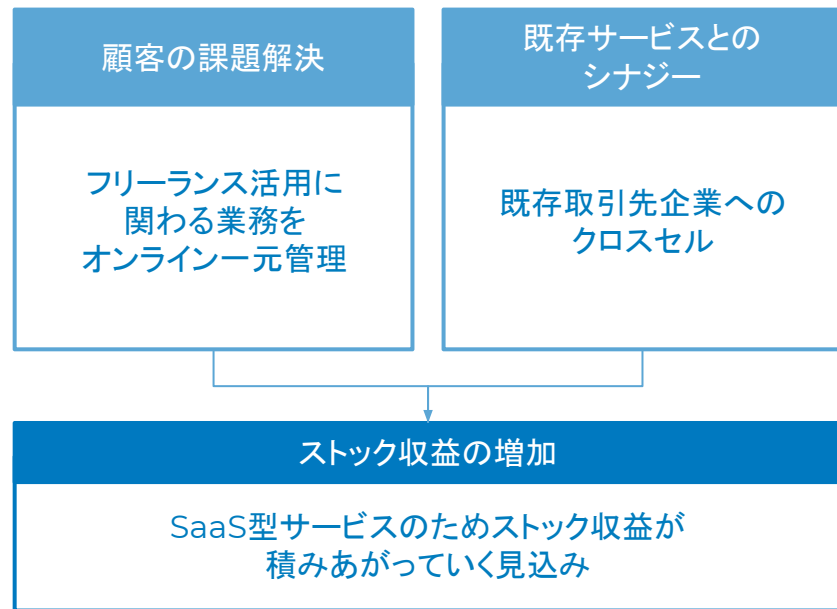 顧客の課題解決
フリーランス活用に
関わる業務を
オンライン一元管理
既存サービスとの
シナジー
既存取引先企業への
クロスセル
ストック収益の増加
SaaS型サービスのためストック収益が
積みあがっていく見込み